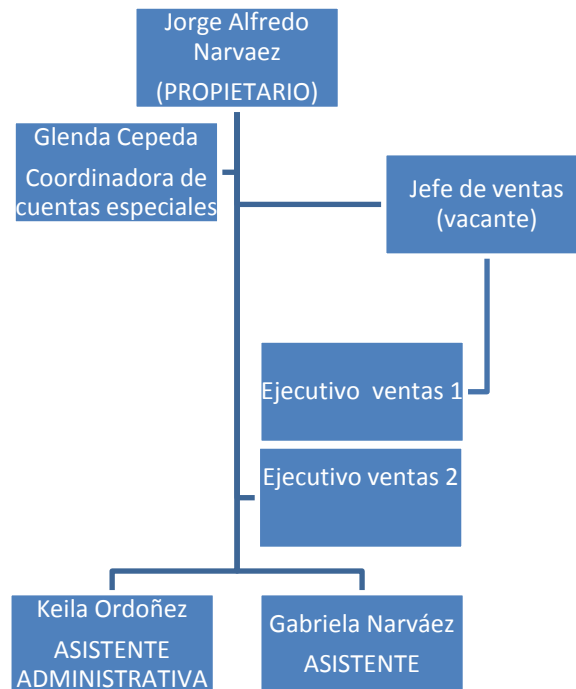 Jorge Alfredo
Narvaez
(PROPIETARIO)
Glenda Cepeda
Coordinadora de
cuentas especiales
Jefe de ventas
(vacante)
Ejecutivo ventas 1
Ejecutivo ventas 2
Keila Ordoñez
ASISTENTE
ADMINISTRATIVA
Gabriela Narváez
ASISTENTE